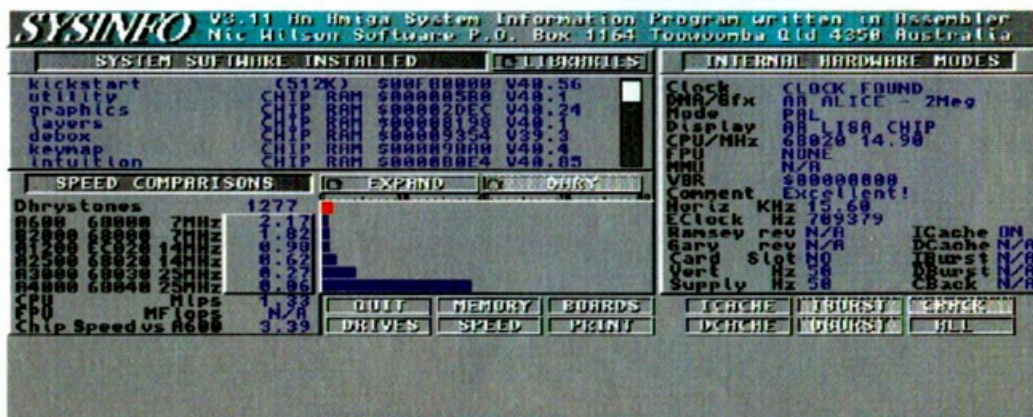 SYSINFO V3.11 An Amiga System Information Program written in Assembler
Nic Wilson Software P.O. Box 1164 Toowoomba Qld 4350 Australia
SYSTEM SOFTWARE INSTALLED LIBRARIES
kickstart (512K) $00F80000 V40.56
utility CHIP RAM V40.1
graphics CHIP RAM $00002DEC V40.24
layers CHIP RAM
debox CHIP RAM V39.3
keymap CHIP RAM V40.4
intuition CHIP RAM V40.85
INTERNAL HARDWARE MODES
Clock CLOCK FOUND
DMA/Gfx AA ALICE - 2Meg
Mode PAL
Display AA LISA CHIP
CPU/MHz 68020 14.90
FPU NONE
MMU N/A
VBR $00000000
Comment Excellent!
Horiz KHz 15.60
EClock Hz 709379
Ramsey rev N/A ICache ON
Gary rev N/A DCache N/A
Card Slot NO IBurst N/A
Vert Hz 50 DBurst N/A
Supply Hz 50 CBack N/A
SPEED COMPARISONS EXPAND DHRY
Dhrystones 1277
A600 68000 7MHz 2.17
68000 7MHz 1.82
68020 14MHz 0.90
68020 14MHz 0.62
A3000 68030 25MHz 0.27
A4000 68040 25MHz 0.06
CPU Mips 1.33
FPU MFlops N/A
Chip Speed vs A600 3.39
QUIT MEMORY BOARDS
DRIVES SPEED PRINT
ICACHE IBURST CBACK
DCACHE DBURST ALL